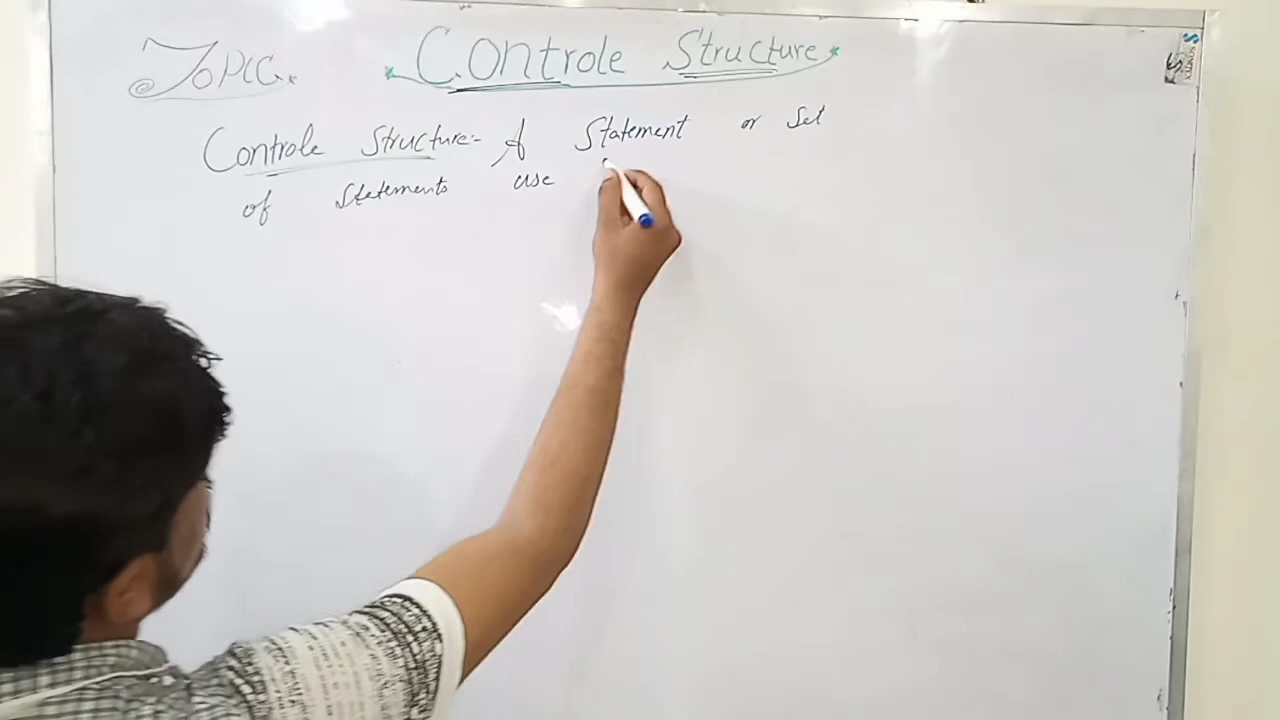 TOPIC
Controle Structure
Controle Structure:- A Statement or Set
of Statements use